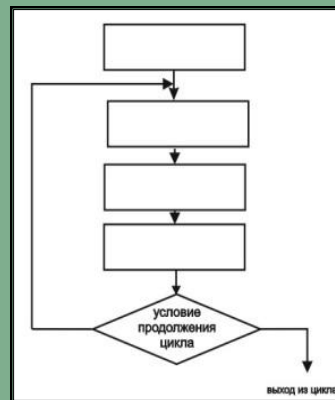 условие
продолжения
цикла
выход из цикла